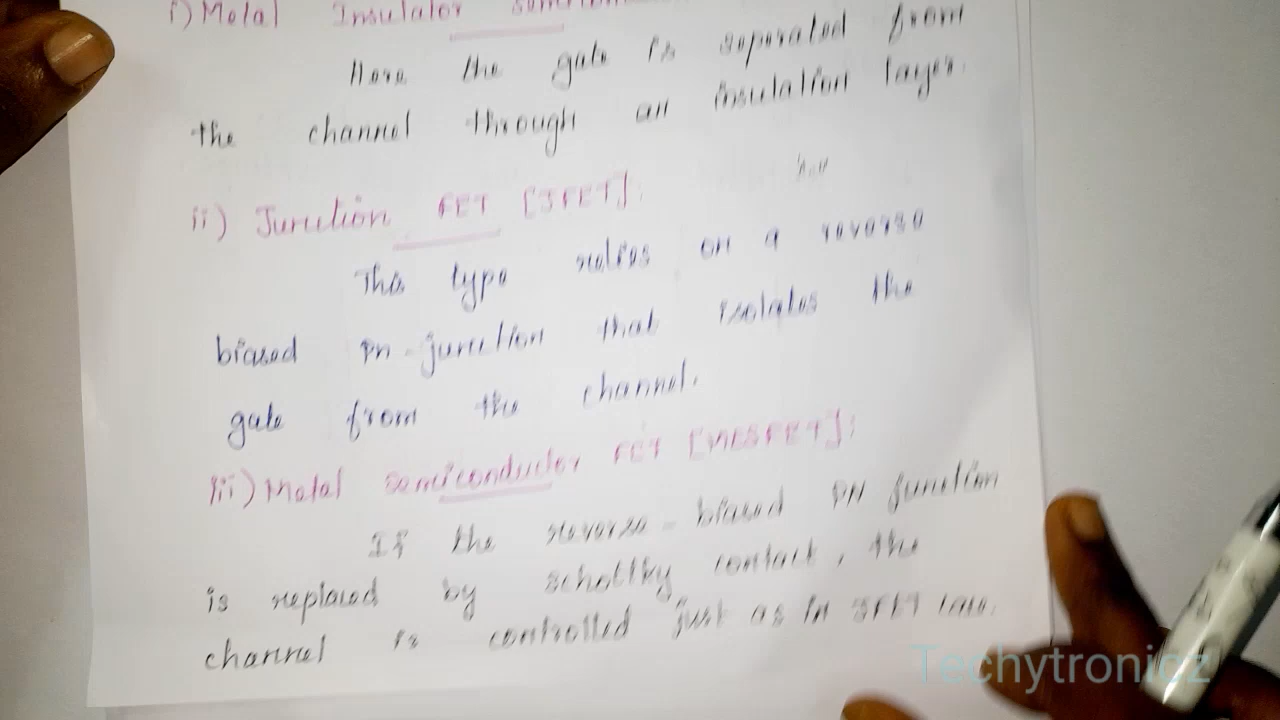 i) Metal Insulator
Here the gate is seperated from
the channel through an insulation layer.
ii) Junction FET [JFET]:
This type relies on a reverse
biased pn-junction that isolates the
gate from the channel.
iii) Metal semiconductor FET [MESFET]:
If the reverse-biased PN junction
is replaced by schottky contact, the
channel is controlled just as in JFET case.
Techytronicz